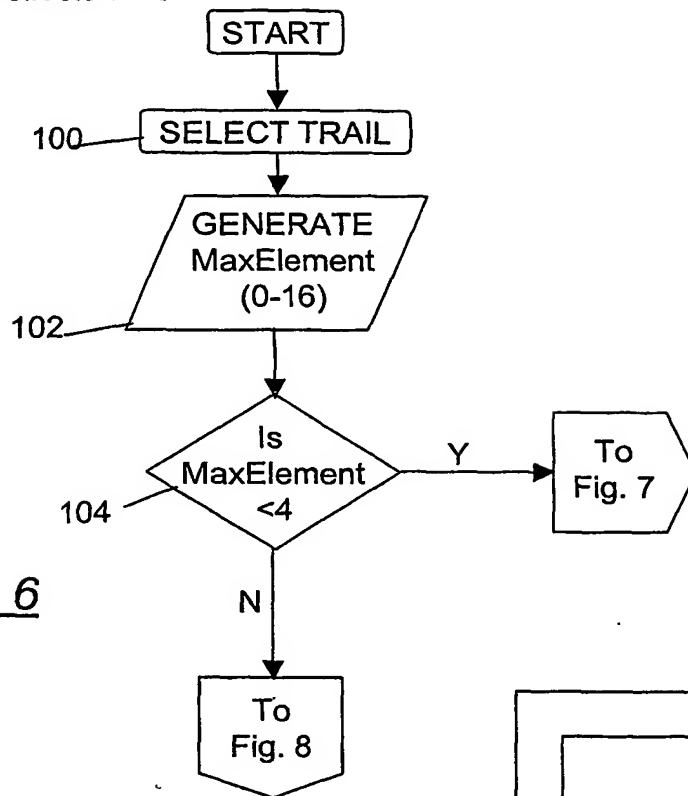 START
100
SELECT TRAIL
GENERATE
MaxElement
(0-16)
102
Is
MaxElement
<4
104
Y
To
Fig. 7
N
6
To
Fig. 8